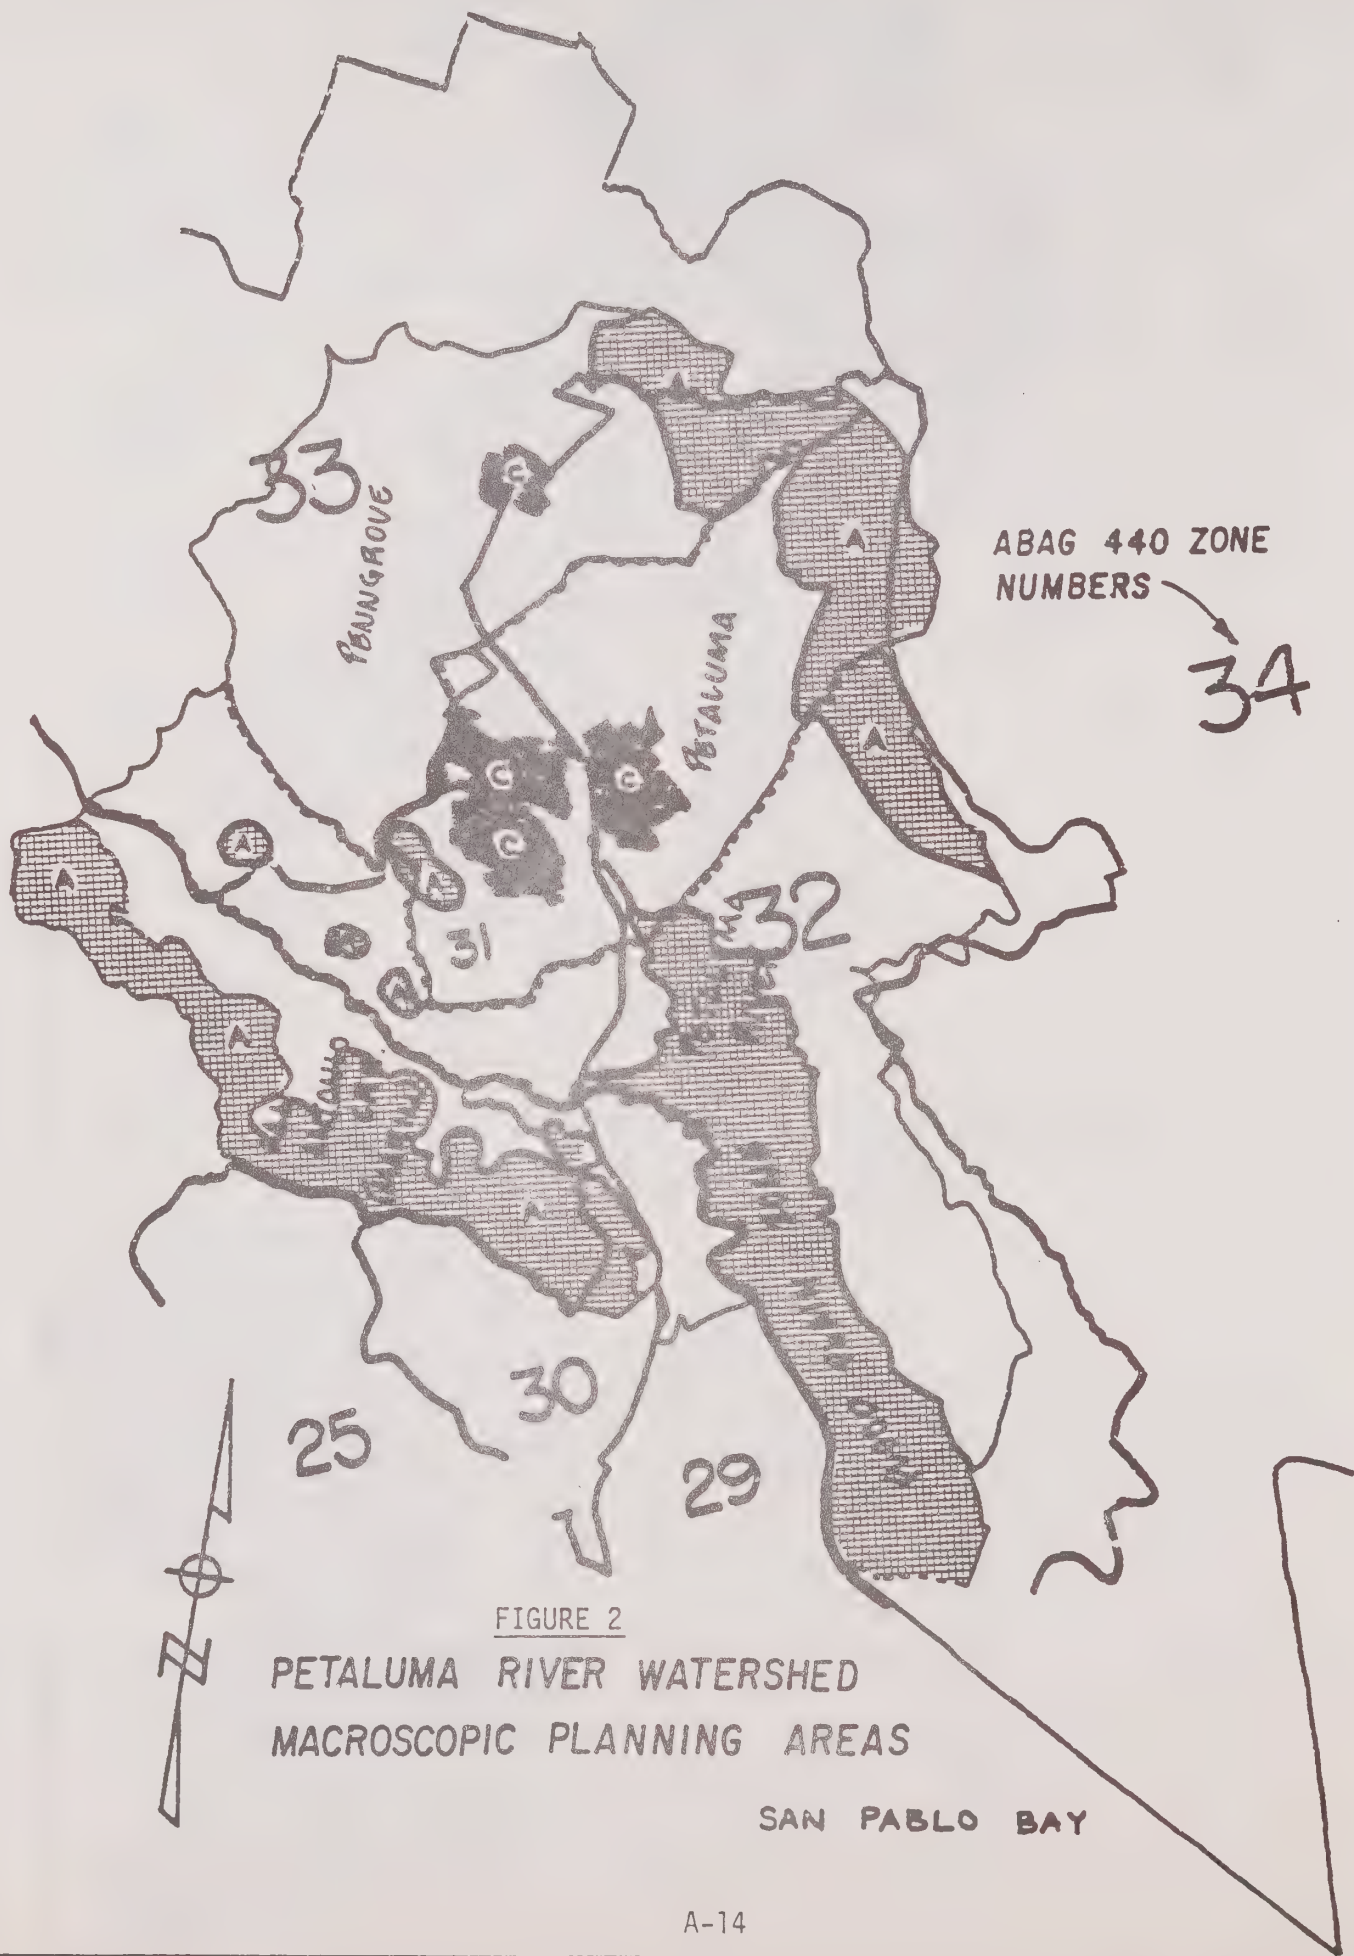 33
PENNGROVE
C
A
A
ABAG 440 ZONE
NUMBERS
34
PETALUMA
A
C
C
C
A
A
A
32
31
A
A
A
A
30
25
29
N
FIGURE 2
PETALUMA RIVER WATERSHED
MACROSCOPIC PLANNING AREAS
SAN PABLO BAY
A-14